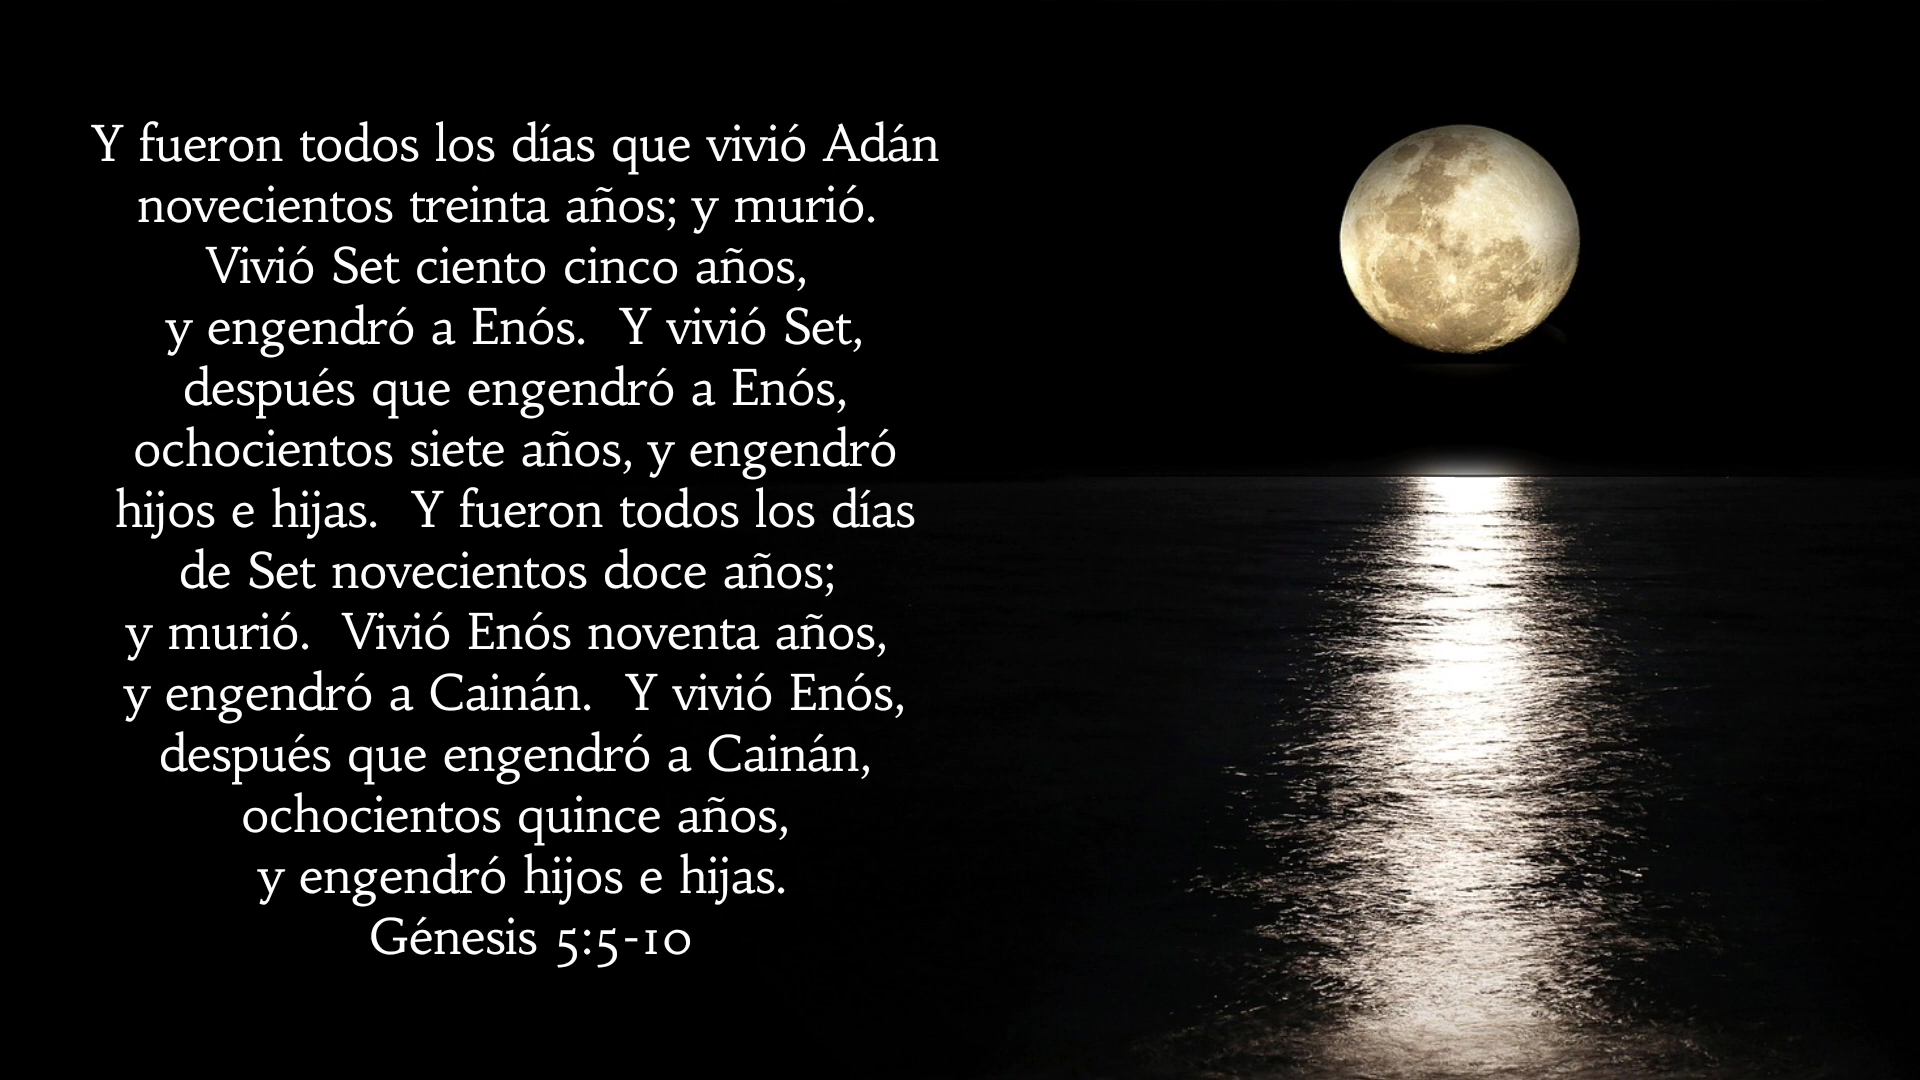 Y fueron todos los días que vivió Adán
novecientos treinta años; y murió.
Vivió Set ciento cinco años,
y engendró a Enós. Y vivió Set,
después que engendró a Enós,
ochocientos siete años, y engendró
hijos e hijas. Y fueron todos los días
de Set novecientos doce años;
y murió. Vivió Enós noventa años,
y engendró a Cainán. Y vivió Enós,
después que engendró a Cainán,
ochocientos quince años,
y engendró hijos e hijas.
Génesis 5:5-10